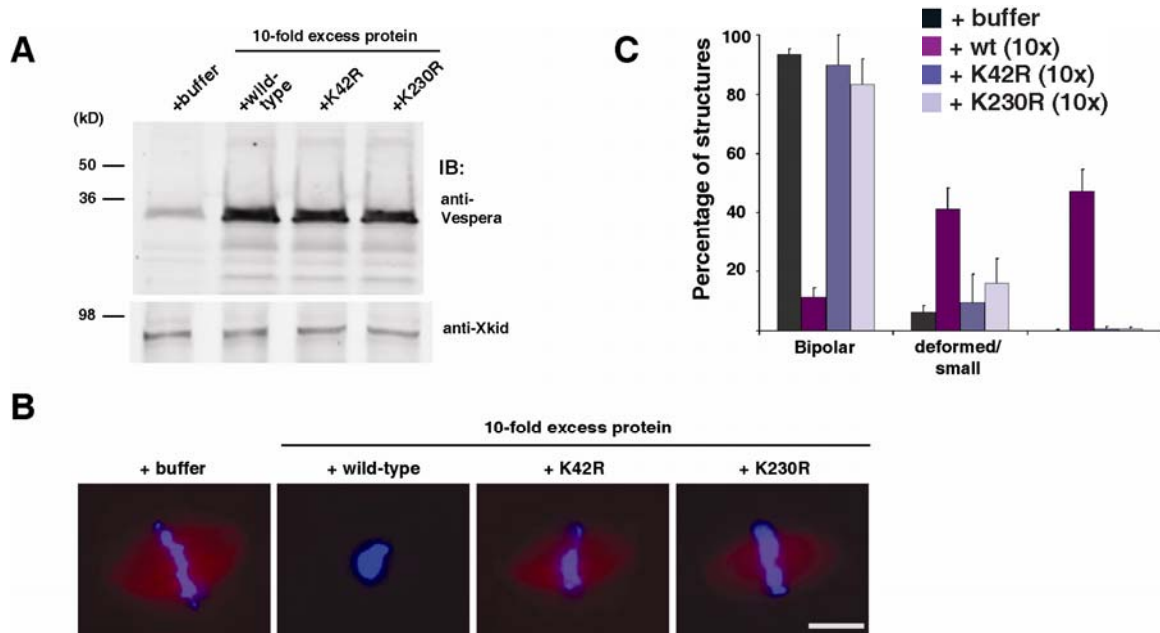 A
10-fold excess protein
+buffer
+wild-
type
+K42R
+K230R
(kD)
50
36
IB:
anti-
Vespera
98
anti-Xkid
C
+ buffer
+ wt (10x)
+ K42R (10x)
+ K230R (10x)
Percentage of structures
100
80
60
40
20
Bipolar
deformed/
small
B
10-fold excess protein
+ buffer
+ wild-type
+ K42R
+ K230R